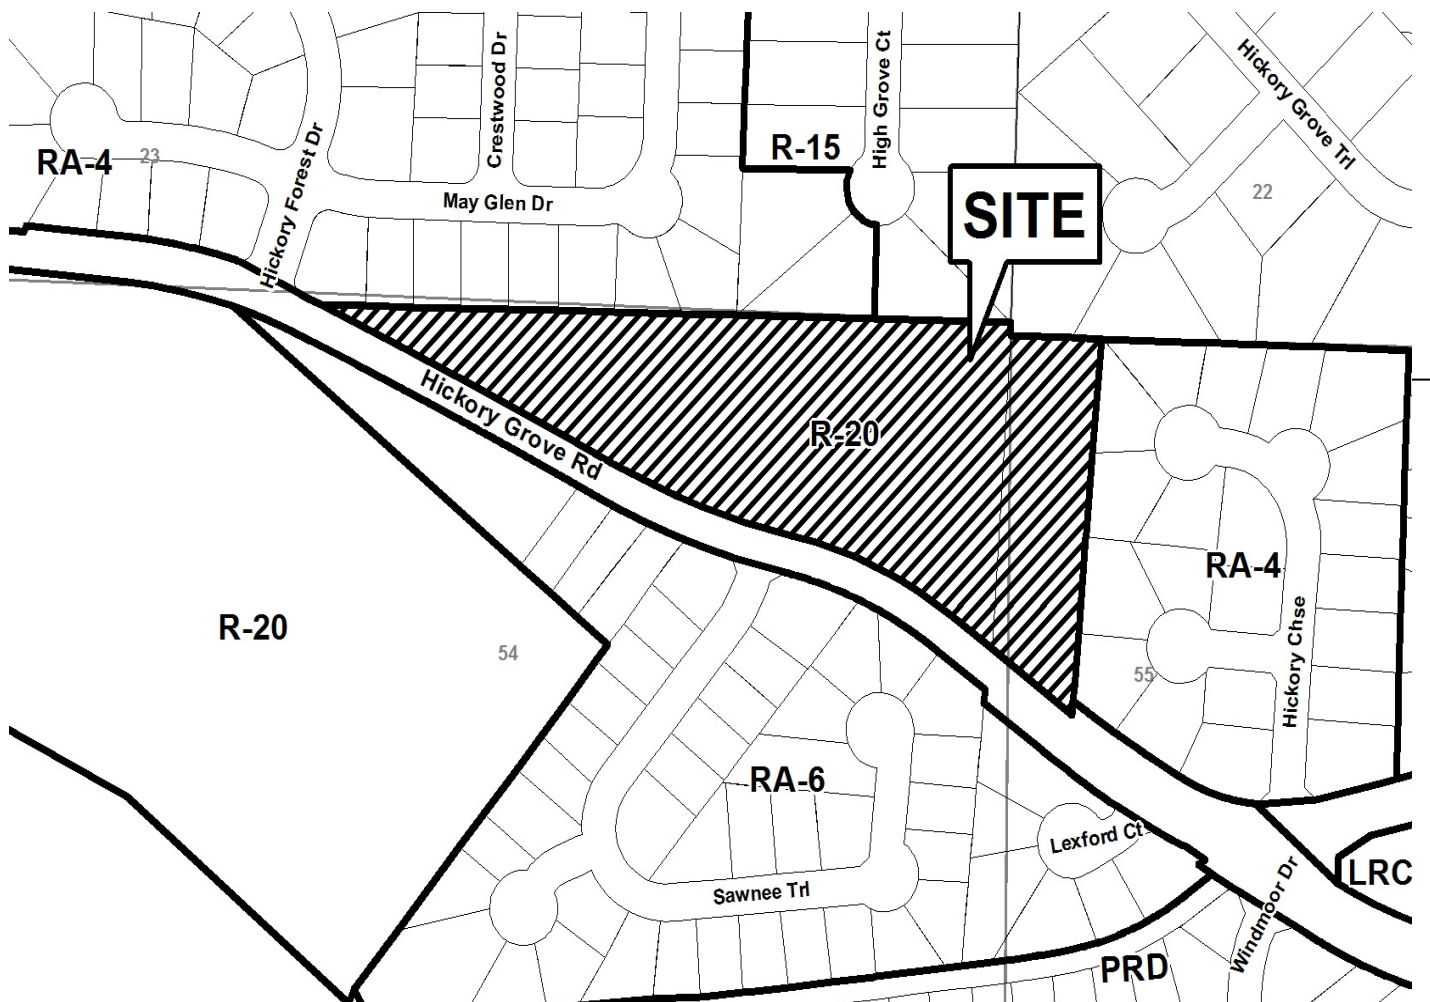 Crestwood Dr
High Grove Ct
Hickory Grove Trl
RA-4
23
Hickory Forest Dr
R-15
May Glen Dr
SITE
22
Hickory Grove Rd
R-20
RA-4
R-20
54
55
Hickory Chse
RA-6
Lexford Ct
LRC
Sawnee Trl
Windmoor Dr
PRD